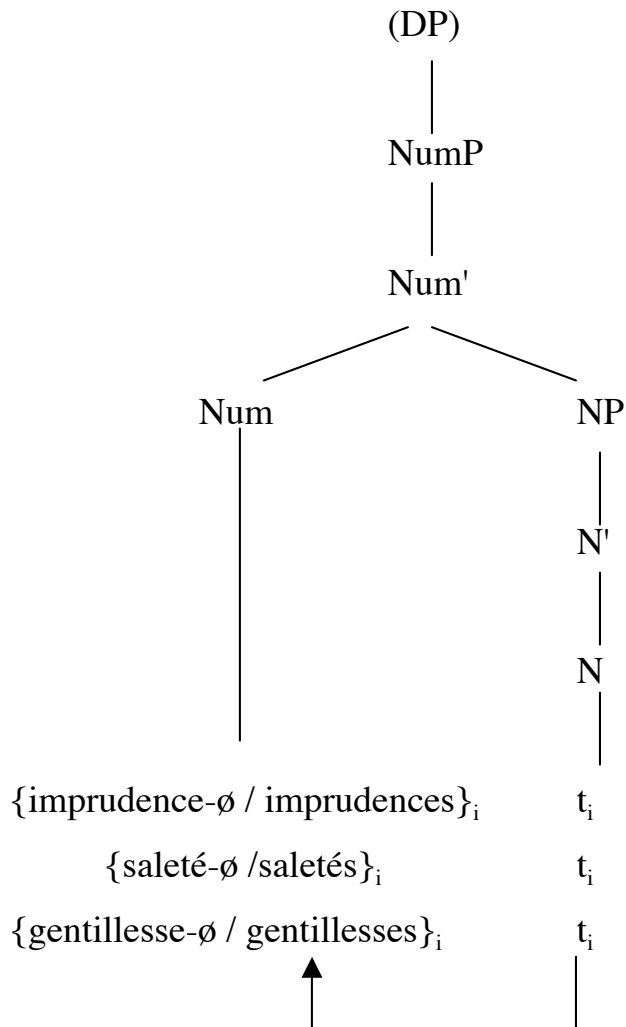 (DP)
NumP
Num'
Num NP
N'
N
{imprudence-ø / imprudences}i ti
{saleté-ø /saletés}i ti
{gentillesse-ø / gentillesses}i ti